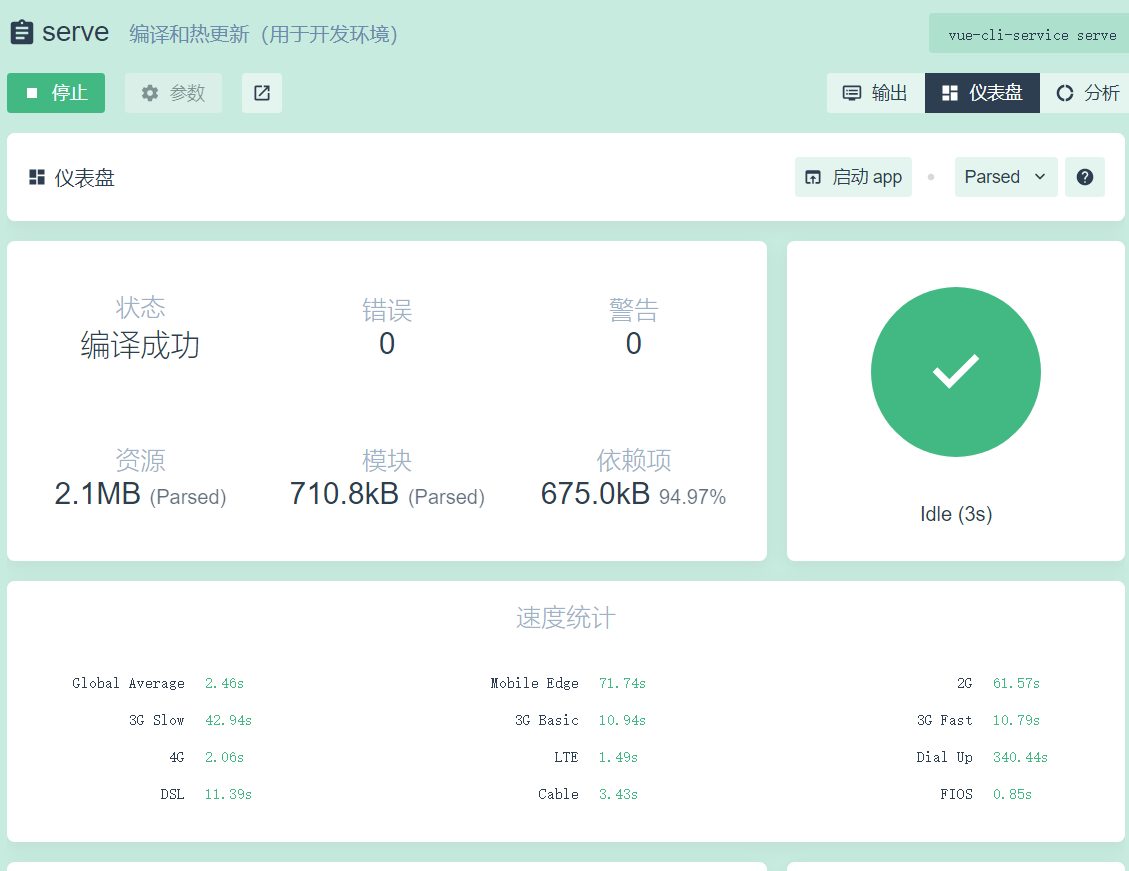 serve 编译和热更新（用于开发环境） vue-cli-service serve
停止 参数 输出 仪表盘 分析
仪表盘 启动 app Parsed
状态 错误 警告
编译成功 0 0
资源 模块 依赖项
2.1MB (Parsed) 710.8kB (Parsed) 675.0kB 94.97%
Idle (3s)
速度统计
Global Average 2.46s Mobile Edge 71.74s 2G 61.57s
3G Slow 42.94s 3G Basic 10.94s 3G Fast 10.79s
4G 2.06s LTE 1.49s Dial Up 340.44s
DSL 11.39s Cable 3.43s FIOS 0.85s